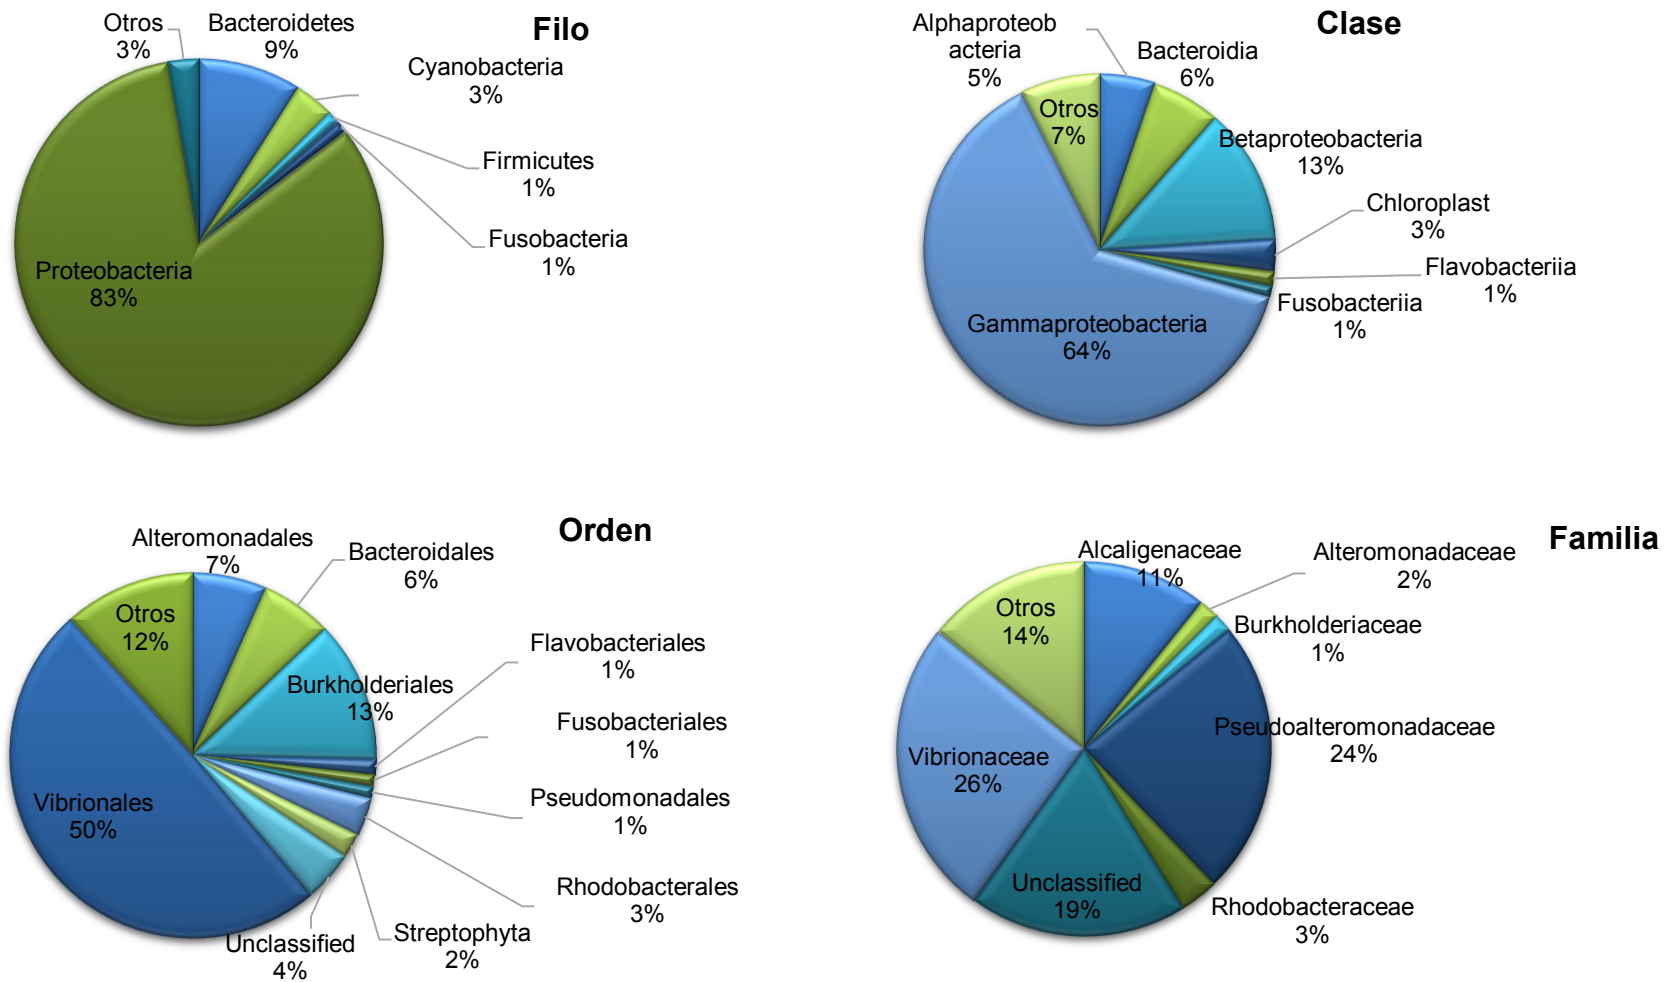 Filo
Otros
3%
Bacteroidetes
9%
Cyanobacteria
3%
Firmicutes
1%
Fusobacteria
1%
Proteobacteria
83%
Clase
Alphaproteob
acteria
5%
Bacteroidia
6%
Otros
7%
Betaproteobacteria
13%
Chloroplast
3%
Flavobacteriia
1%
Fusobacteriia
1%
Gammaproteobacteria
64%
Orden
Alteromonadales
7%
Bacteroidales
6%
Otros
12%
Flavobacteriales
1%
Burkholderiales
13%
Fusobacteriales
1%
Pseudomonadales
1%
Vibrionales
50%
Rhodobacterales
3%
Streptophyta
2%
Unclassified
4%
Familia
Alcaligenaceae
11%
Alteromonadaceae
2%
Otros
14%
Burkholderiaceae
1%
Pseudoalteromonadaceae
24%
Vibrionaceae
26%
Unclassified
19%
Rhodobacteraceae
3%